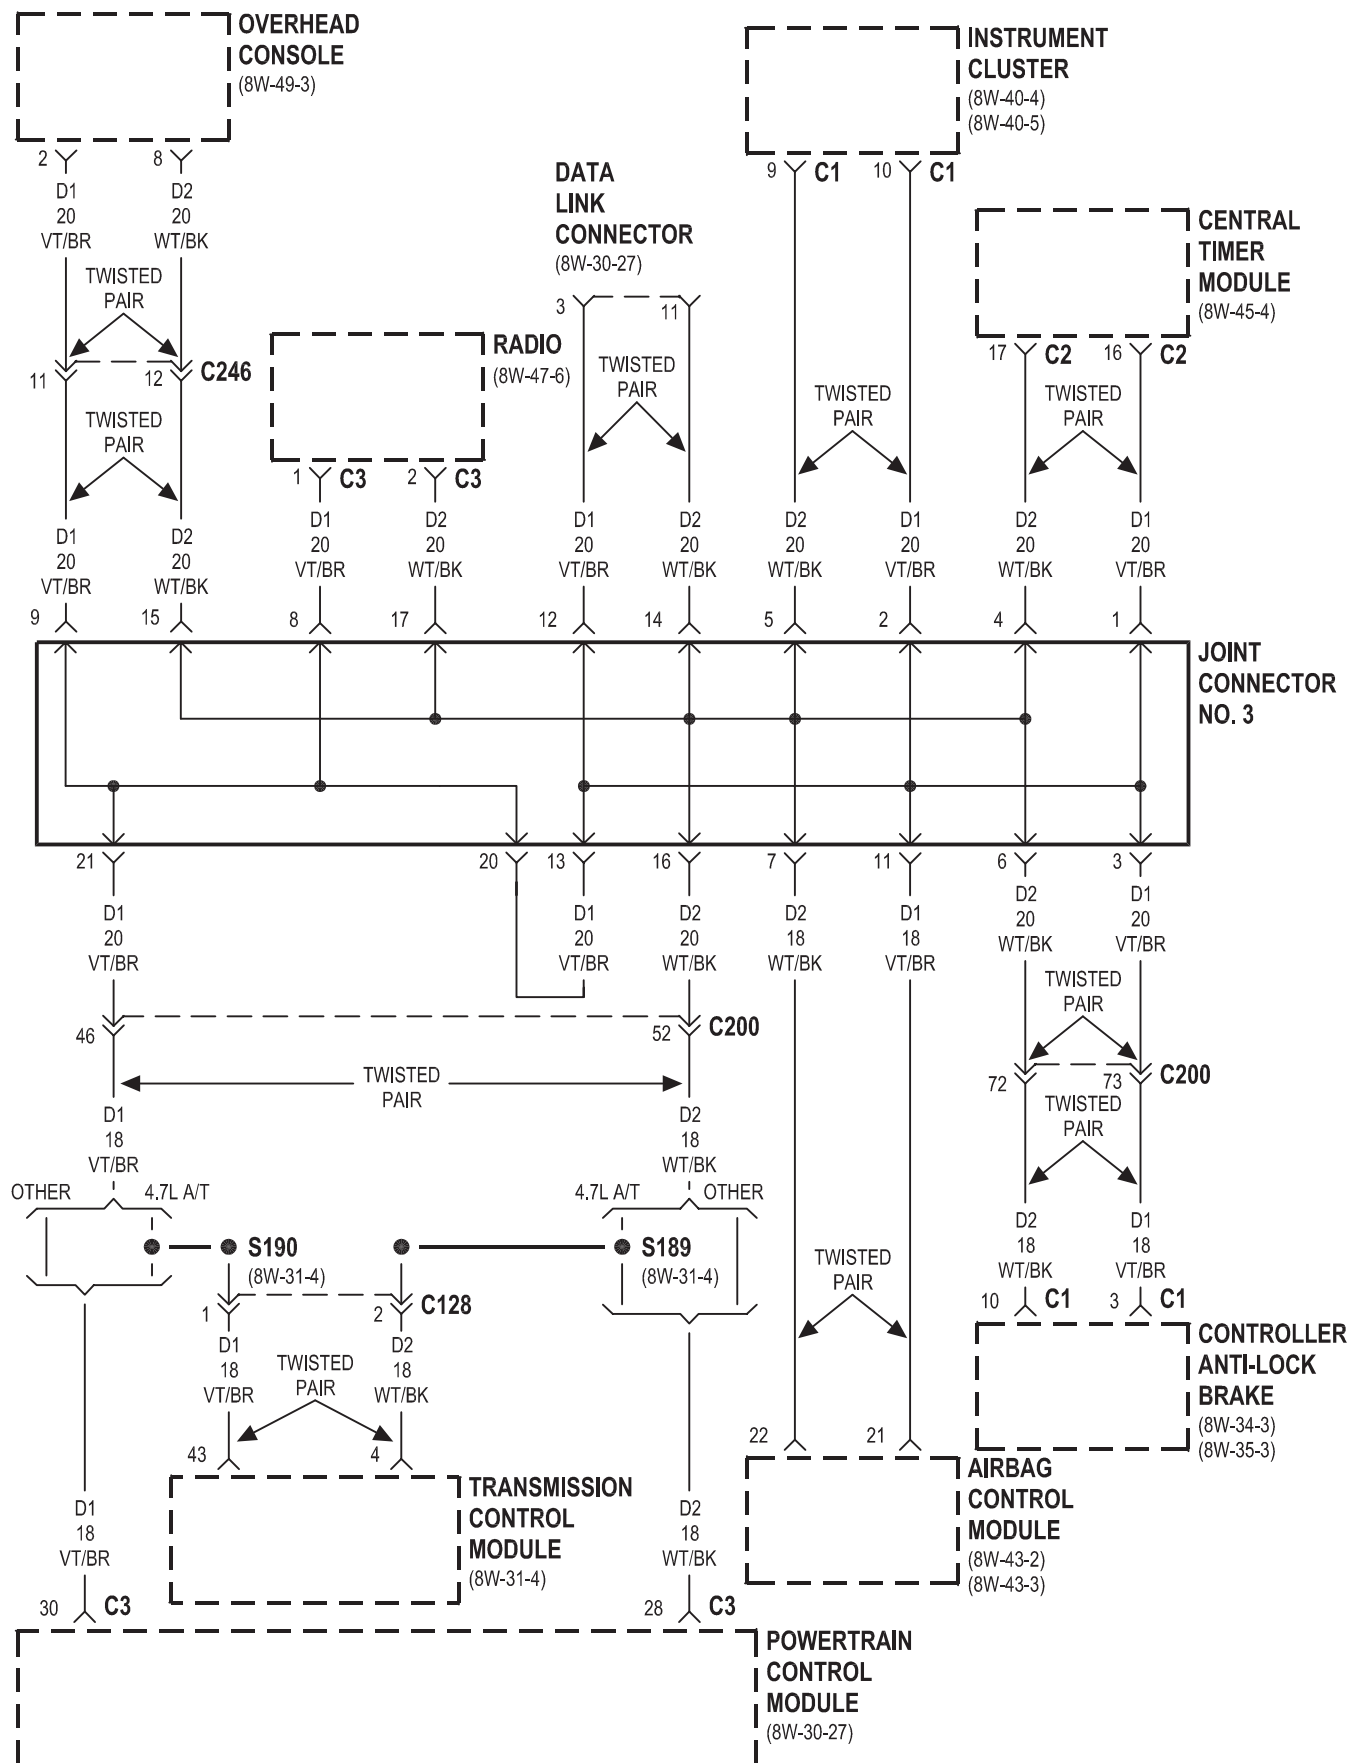 OVERHEAD
CONSOLE
(8W-49-3)
INSTRUMENT
CLUSTER
(8W-40-4)
(8W-40-5)
2
8
D1
20
VT/BR
D2
20
WT/BK
TWISTED
PAIR
11
12
C246
TWISTED
PAIR
D1
20
VT/BR
D2
20
WT/BK
RADIO
(8W-47-6)
1
C3
2
C3
D1
20
VT/BR
D2
20
WT/BK
DATA
LINK
CONNECTOR
(8W-30-27)
3
11
TWISTED
PAIR
D1
20
VT/BR
D2
20
WT/BK
9
C1
10
C1
TWISTED
PAIR
D2
20
WT/BK
D1
20
VT/BR
CENTRAL
TIMER
MODULE
(8W-45-4)
17
C2
16
C2
TWISTED
PAIR
D2
20
WT/BK
D1
20
VT/BR
9
15
8
17
12
14
5
2
4
1
JOINT
CONNECTOR
NO. 3
21
20
13
16
7
11
6
3
D1
20
VT/BR
D1
20
VT/BR
D2
20
WT/BK
D2
18
WT/BK
D1
18
VT/BR
D2
20
WT/BK
D1
20
VT/BR
TWISTED
PAIR
46
52
C200
72
73
C200
TWISTED
PAIR
TWISTED
PAIR
D1
18
VT/BR
D2
18
WT/BK
OTHER
4.7L A/T
4.7L A/T
OTHER
S190
(8W-31-4)
S189
(8W-31-4)
1
2
C128
D1
18
VT/BR
D2
18
WT/BK
TWISTED
PAIR
43
4
TRANSMISSION
CONTROL
MODULE
(8W-31-4)
TWISTED
PAIR
22
21
AIRBAG
CONTROL
MODULE
(8W-43-2)
(8W-43-3)
D2
18
WT/BK
D1
18
VT/BR
10
C1
3
C1
CONTROLLER
ANTI-LOCK
BRAKE
(8W-34-3)
(8W-35-3)
D1
18
VT/BR
D2
18
WT/BK
30
C3
28
C3
POWERTRAIN
CONTROL
MODULE
(8W-30-27)